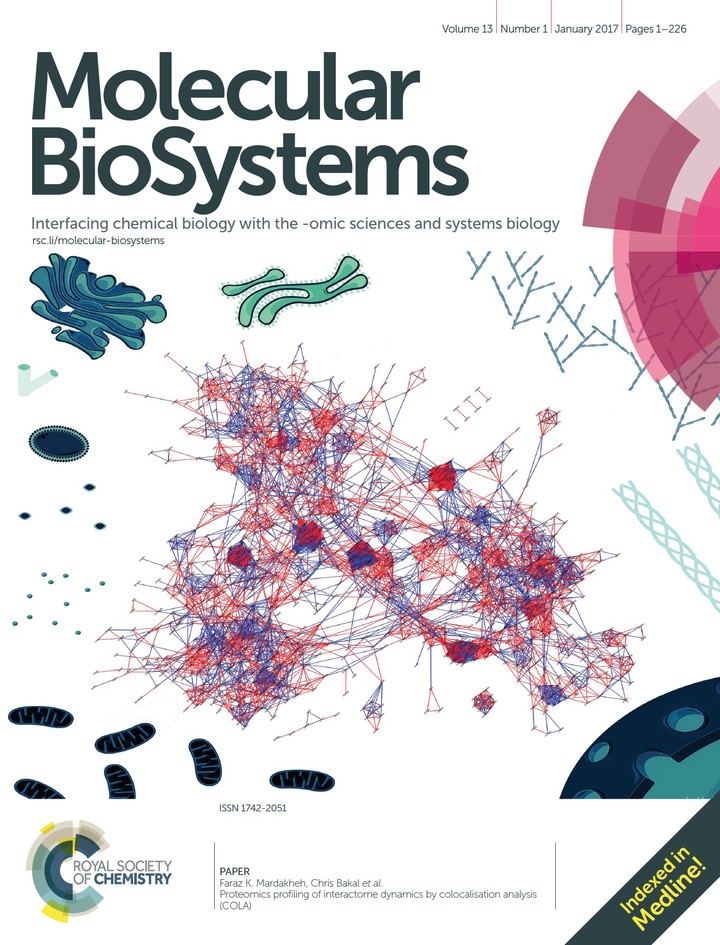 Volume 13 Number 1 January 2017 Pages 1–226
Molecular
BioSystems
Interfacing chemical biology with the -omic sciences and systems biology
rsc.li/molecular-biosystems
ISSN 1742-2051
ROYAL SOCIETY
OF CHEMISTRY
PAPER
Faraz K. Mardakheh, Chris Bakal et al.
Proteomics profiling of interactome dynamics by colocalisation analysis
(COLA)
Indexed in
Medline!